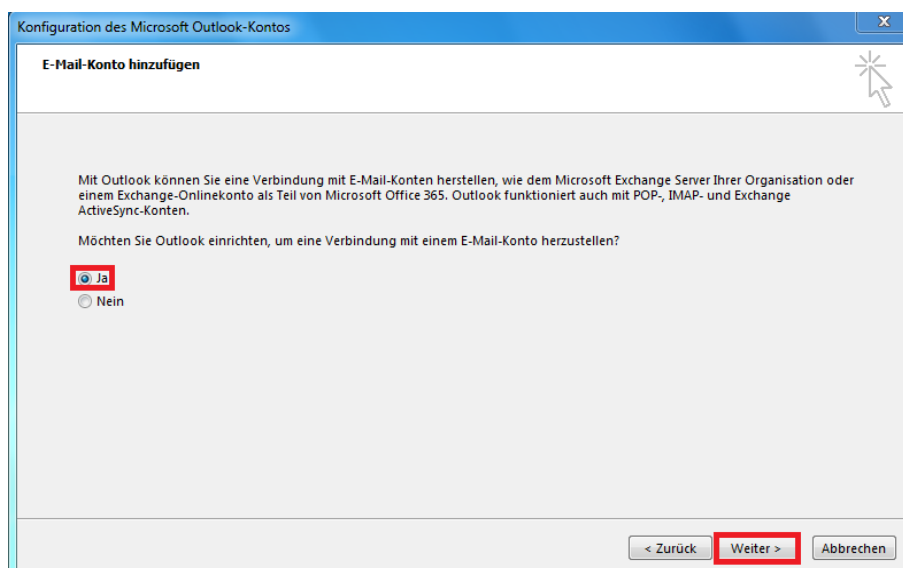 Konfiguration des Microsoft Outlook-Kontos
E-Mail-Konto hinzufügen
Mit Outlook können Sie eine Verbindung mit E-Mail-Konten herstellen, wie dem Microsoft Exchange Server Ihrer Organisation oder
einem Exchange-Onlinekonto als Teil von Microsoft Office 365. Outlook funktioniert auch mit POP-, IMAP- und Exchange
ActiveSync-Konten.
Möchten Sie Outlook einrichten, um eine Verbindung mit einem E-Mail-Konto herzustellen?
Ja
Nein
< Zurück Weiter > Abbrechen